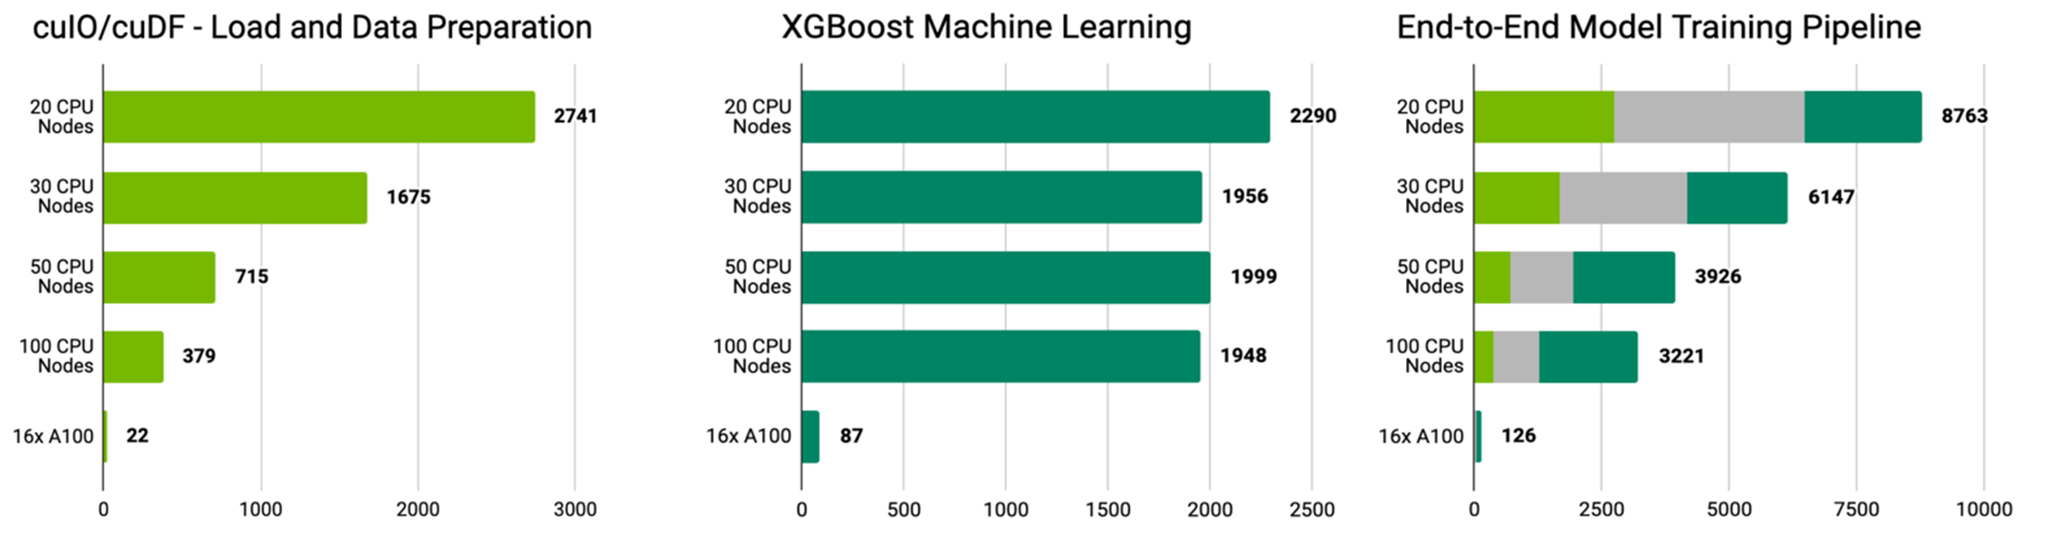 cuIO/cuDF - Load and Data Preparation
20 CPU
Nodes
2741
30 CPU
Nodes
1675
50 CPU
Nodes
715
100 CPU
Nodes
379
16x A100
22
0 1000 2000 3000
XGBoost Machine Learning
20 CPU
Nodes
2290
30 CPU
Nodes
1956
50 CPU
Nodes
1999
100 CPU
Nodes
1948
16x A100
87
0 500 1000 1500 2000 2500
End-to-End Model Training Pipeline
20 CPU
Nodes
8763
30 CPU
Nodes
6147
50 CPU
Nodes
3926
100 CPU
Nodes
3221
16x A100
126
0 2500 5000 7500 10000